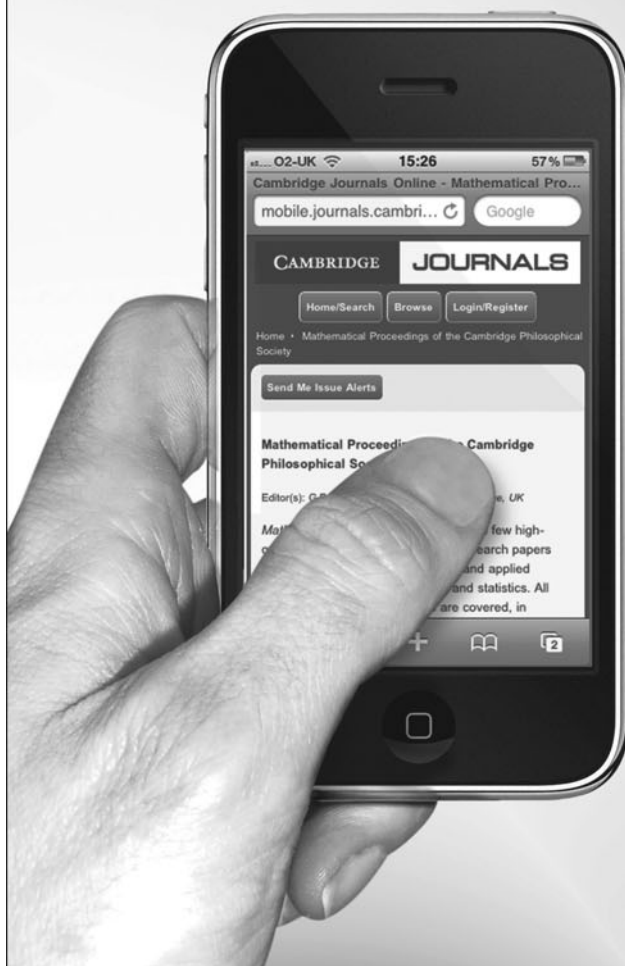 O2-UK 15:26 57%
Cambridge Journals Online - Mathematical Pro...
mobile.journals.cambri... Google
CAMBRIDGE JOURNALS
Home/Search Browse Login/Register
Home • Mathematical Proceedings of the Cambridge Philosophical
Society
Send Me Issue Alerts
Mathematical Cambridge
Philosophical
Editor(s): UK
few high-
earch papers
and applied
and statistics. All
are covered, in
2